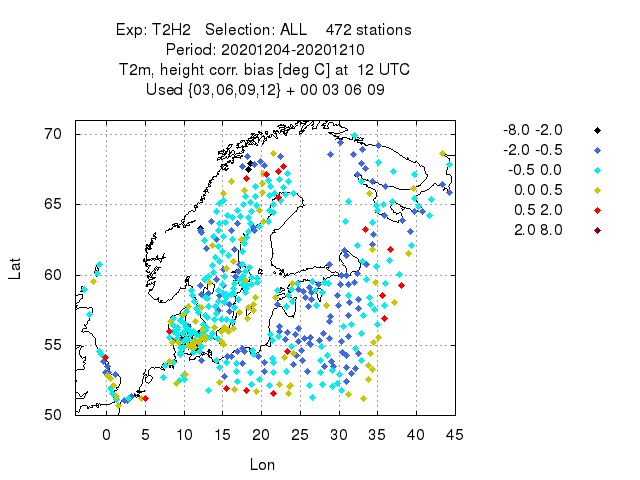 Exp: T2H2 Selection: ALL 472 stations
Period: 20201204-20201210
T2m, height corr. bias [deg C] at 12 UTC
Used {03,06,09,12} + 00 03 06 09
70
65
60
55
50
Lat
0 5 10 15 20 25 30 35 40 45
Lon
-8.0 -2.0
-2.0 -0.5
-0.5 0.0
0.0 0.5
0.5 2.0
2.0 8.0